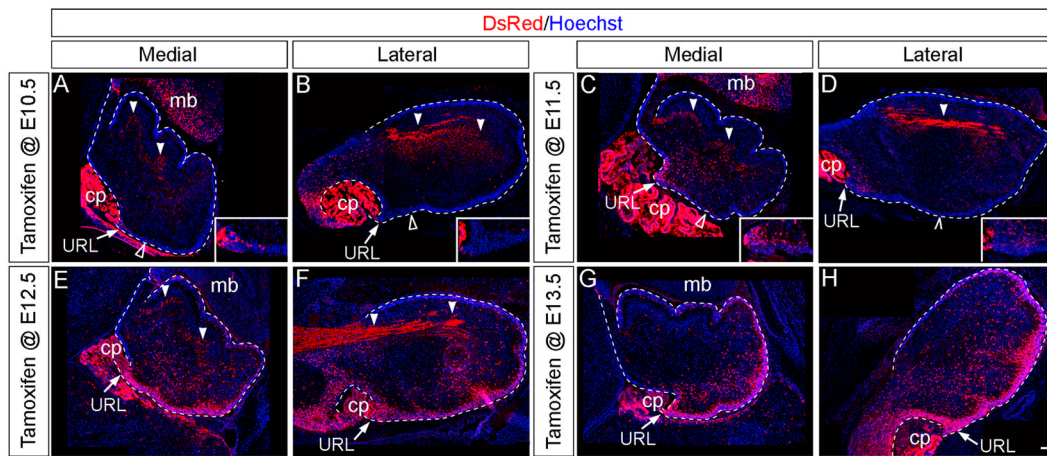 DsRed/Hoechst
Medial
Lateral
Medial
Lateral
Tamoxifen @ E10.5
A
mb
cp
URL
B
cp
URL
Tamoxifen @ E11.5
C
mb
URL
cp
D
cp
URL
Tamoxifen @ E12.5
E
mb
cp
URL
F
cp
URL
Tamoxifen @ E13.5
G
mb
cp
URL
H
cp
URL